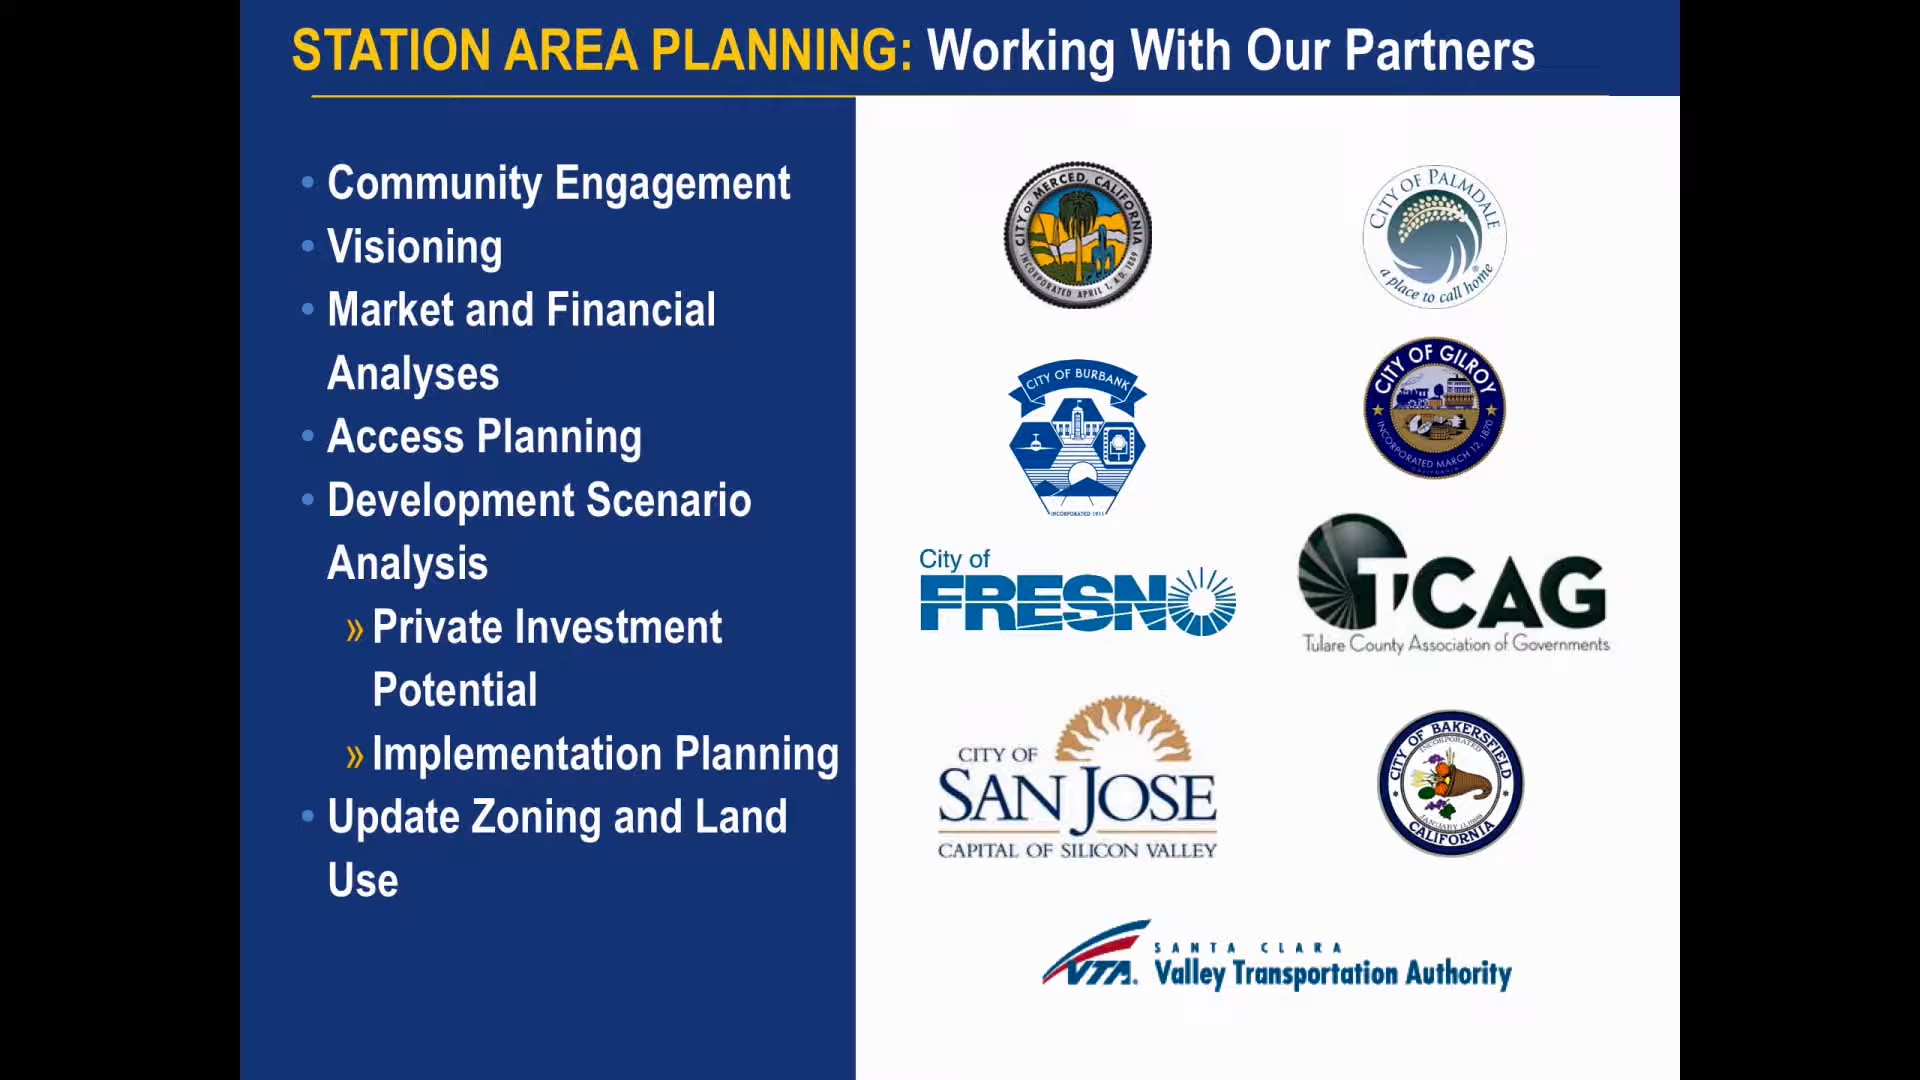 STATION AREA PLANNING: Working With Our Partners
• Community Engagement
• Visioning
• Market and Financial
Analyses
• Access Planning
• Development Scenario
Analysis
» Private Investment
Potential
» Implementation Planning
• Update Zoning and Land
Use
CITY OF MERCED, CALIFORNIA
INCORPORATED APRIL 1, A.D. 1889
CITY OF PALMDALE
a place to call home
CITY OF BURBANK
INCORPORATED 1911
CITY OF GILROY
INCORPORATED MARCH 12, 1870
CALIFORNIA
City of
FRESNO
TCAG
Tulare County Association of Governments
CITY OF
SAN JOSE
CAPITAL OF SILICON VALLEY
CITY OF BAKERSFIELD
INCORPORATED
CALIFORNIA
VTA
SANTA CLARA
Valley Transportation Authority